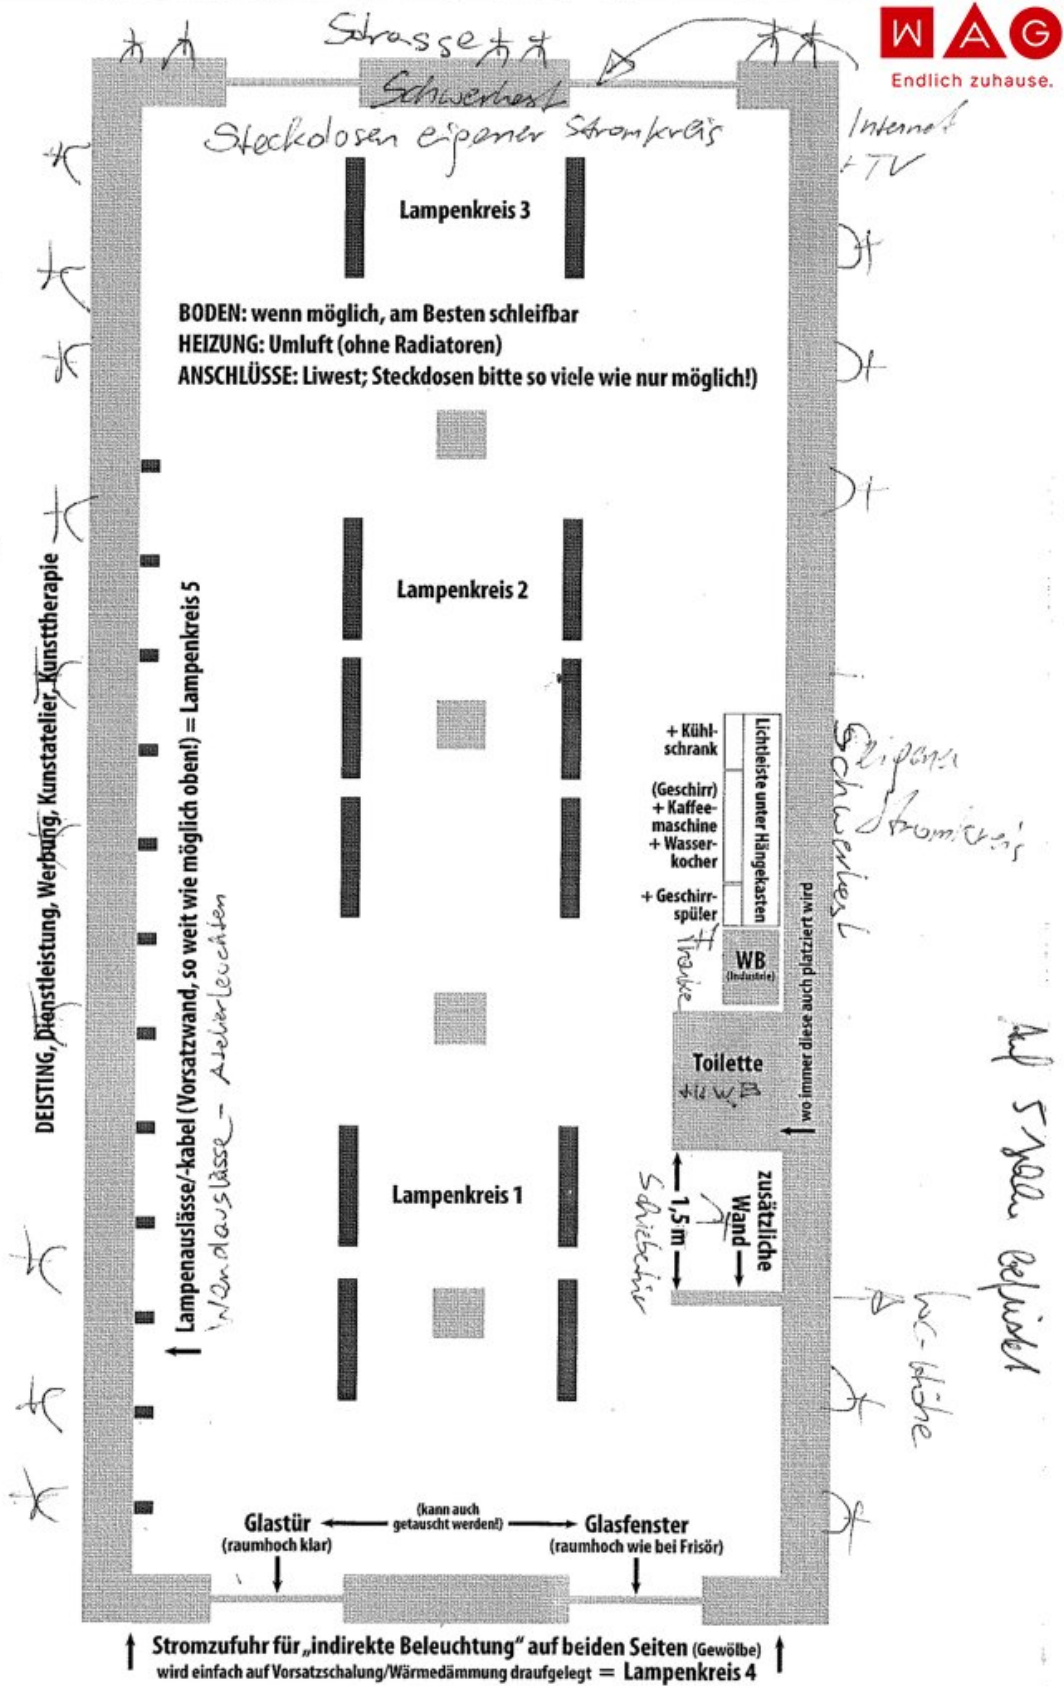 Strasse
WAG
Endlich zuhause.
Schwerlast
Steckdosen eigener Stromkreis
Internet
+ TV
Lampenkreis 3
BODEN: wenn möglich, am Besten schleifbar
HEIZUNG: Umluft (ohne Radiatoren)
ANSCHLÜSSE: Liwest; Steckdosen bitte so viele wie nur möglich!)
Lampenkreis 2
DEISTING, Dienstleistung, Werbung, Kunstatelier, Kunsttherapie
Lampenauslässe/-kabel (Vorsatzwand, so weit wie möglich oben!) = Lampenkreis 5
Wandauslässe - Atelierleuchten
+ Kühl-
schrank
(Geschirr)
+ Kaffee-
maschine
+ Wasser-
kocher
+ Geschirr-
spüler
Lichtleiste unter Hängekasten
eigener
Stromkreis
Schwerlast
WB
(Industrie)
wo immer diese auch platziert wird
Toilette
+ WB
Auf 5 Jahre befristet
Lampenkreis 1
Schiebetür
1,5 m
zusätzliche
Wand
WC-Höhe
Glastür
(raumhoch klar)
(kann auch
getauscht werden!)
Glasfenster
(raumhoch wie bei Frisör)
Stromzufuhr für „indirekte Beleuchtung" auf beiden Seiten (Gewölbe)
wird einfach auf Vorsatzschalung/Wärmedämmung draufgelegt = Lampenkreis 4